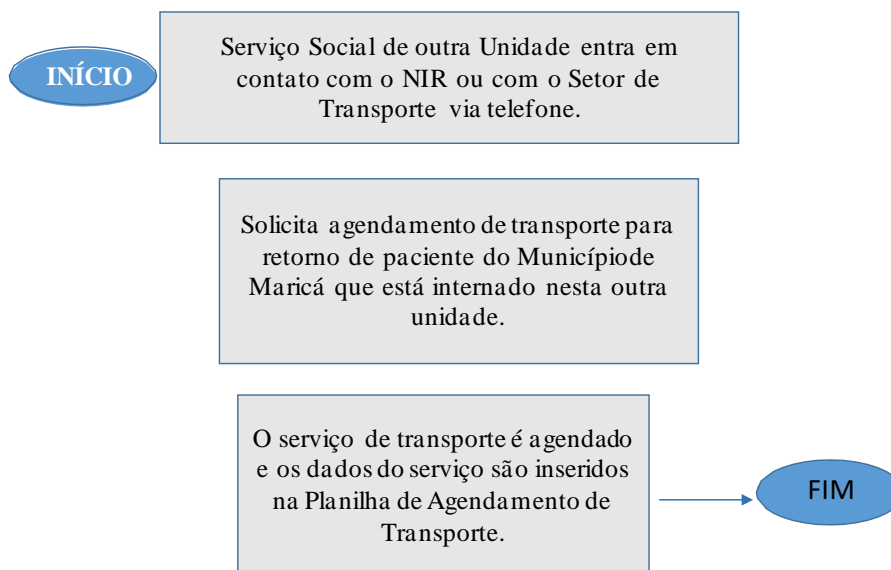 INÍCIO
Serviço Social de outra Unidade entra em
contato com o NIR ou com o Setor de
Transporte via telefone.
Solicita agendamento de transporte para
retorno de paciente do Municípiode
Maricá que está internado nesta outra
unidade.
O serviço de transporte é agendado
e os dados do serviço são inseridos
na Planilha de Agendamento de
Transporte.
FIM